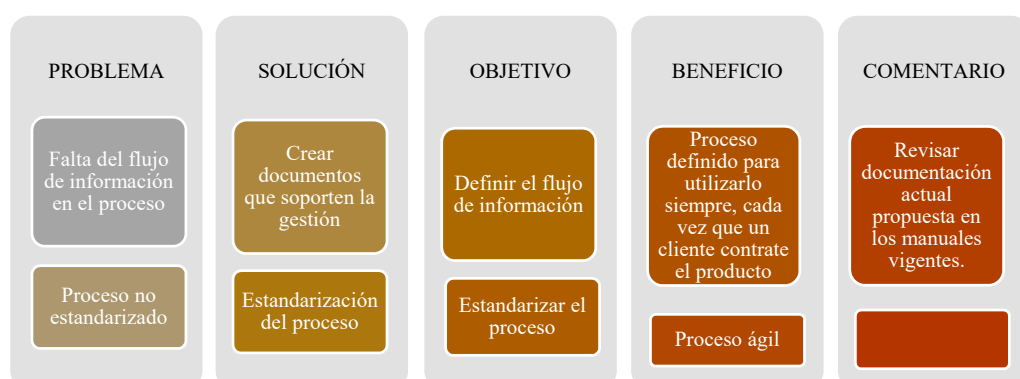 PROBLEMA
Falta del flujo
de información
en el proceso
Proceso no
estandarizado
SOLUCIÓN
Crear
documentos
que soporten la
gestión
Estandarización
del proceso
OBJETIVO
Definir el flujo
de información
Estandarizar el
proceso
BENEFICIO
Proceso
definido para
utilizarlo
siempre, cada
vez que un
cliente contrate
el producto
Proceso ágil
COMENTARIO
Revisar
documentación
actual
propuesta en
los manuales
vigentes.